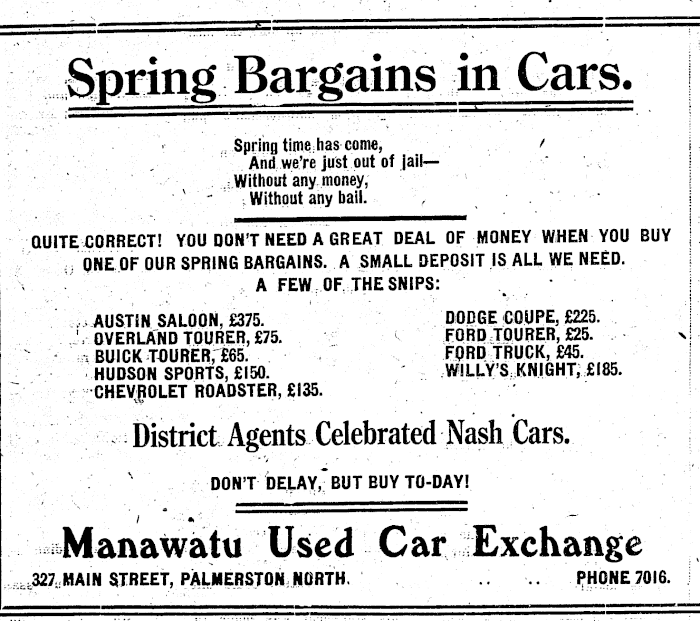 Spring Bargains in Cars.
Spring time has come,
And we're just out of jail—
Without any money,
Without any bail.
QUITE CORRECT! YOU DON'T NEED A GREAT DEAL OF MONEY WHEN YOU BUY
ONE OF OUR SPRING BARGAINS. A SMALL DEPOSIT IS ALL WE NEED.
A FEW OF THE SNIPS:
AUSTIN SALOON, £375.
OVERLAND TOURER, £75.
BUICK TOURER, £65.
HUDSON SPORTS, £150.
CHEVROLET ROADSTER, £135.
DODGE COUPE, £225.
FORD TOURER, £25.
FORD TRUCK, £45.
WILLY'S KNIGHT, £185.
District Agents Celebrated Nash Cars.
DON'T DELAY, BUT BUY TO-DAY!
Manawatu Used Car Exchange
327 MAIN STREET, PALMERSTON NORTH. .. .. PHONE 7016.